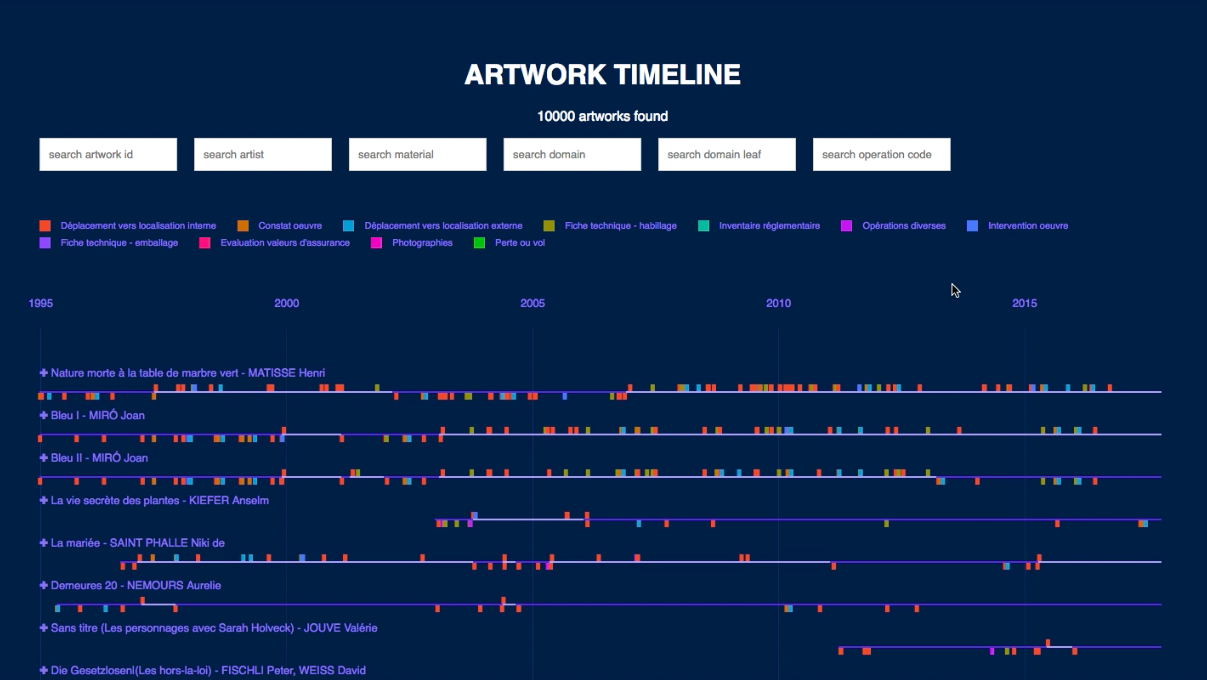 ARTWORK TIMELINE
10000 artworks found
search artwork id search artist search material search domain search domain leaf search operation code
Déplacement vers localisation interne Constat oeuvre Déplacement vers localisation externe Fiche technique - habillage Inventaire réglementaire Opérations diverses Intervention oeuvre
Fiche technique - emballage Evaluation valeurs d'assurance Photographies Perte ou vol
1995 2000 2005 2010 2015
✚ Nature morte à la table de marbre vert - MATISSE Henri
✚ Bleu I - MIRÓ Joan
✚ Bleu II - MIRÓ Joan
✚ La vie secrète des plantes - KIEFER Anselm
✚ La mariée - SAINT PHALLE Niki de
✚ Demeures 20 - NEMOURS Aurelie
✚ Sans titre (Les personnages avec Sarah Holveck) - JOUVE Valérie
✚ Die Gesetzlosen\(Les hors-la-loi) - FISCHLI Peter, WEISS David